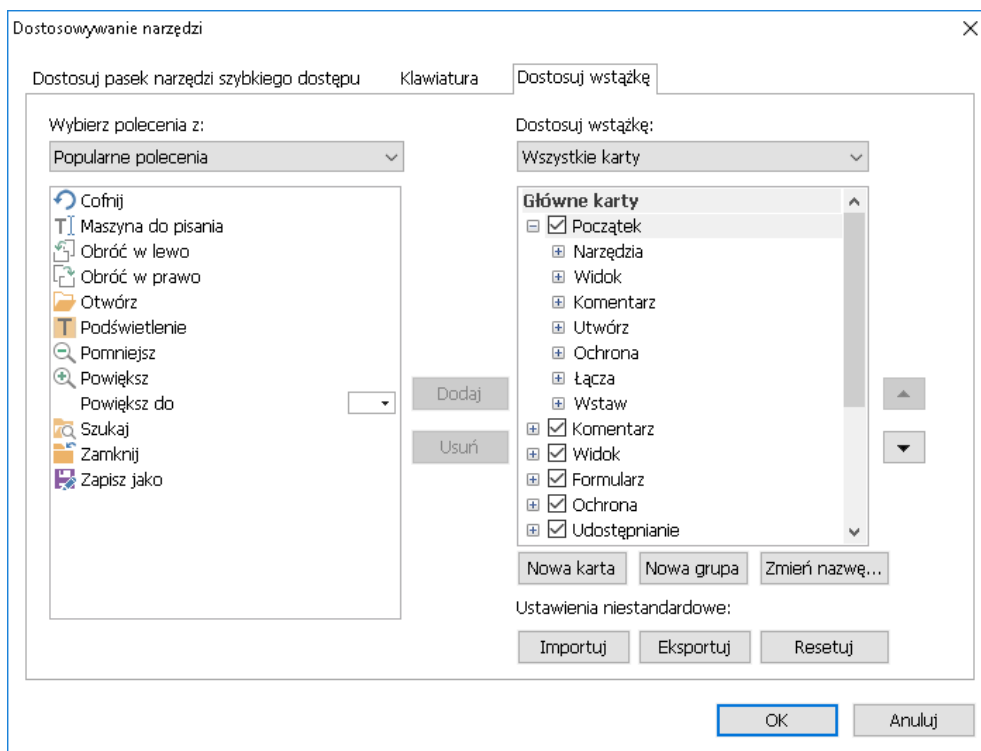 Dostosowywanie narzędzi
Dostosuj pasek narzędzi szybkiego dostępu
Klawiatura
Dostosuj wstążkę
Wybierz polecenia z:
Popularne polecenia
Cofnij
Maszyna do pisania
Obróć w lewo
Obróć w prawo
Otwórz
Podświetlenie
Pomniejsz
Powiększ
Powiększ do
Szukaj
Zamknij
Zapisz jako
Dodaj
Usuń
Dostosuj wstążkę:
Wszystkie karty
Główne karty
Początek
Narzędzia
Widok
Komentarz
Utwórz
Ochrona
Łącza
Wstaw
Komentarz
Widok
Formularz
Ochrona
Udostępnianie
Nowa karta
Nowa grupa
Zmień nazwę...
Ustawienia niestandardowe:
Importuj
Eksportuj
Resetuj
OK
Anuluj